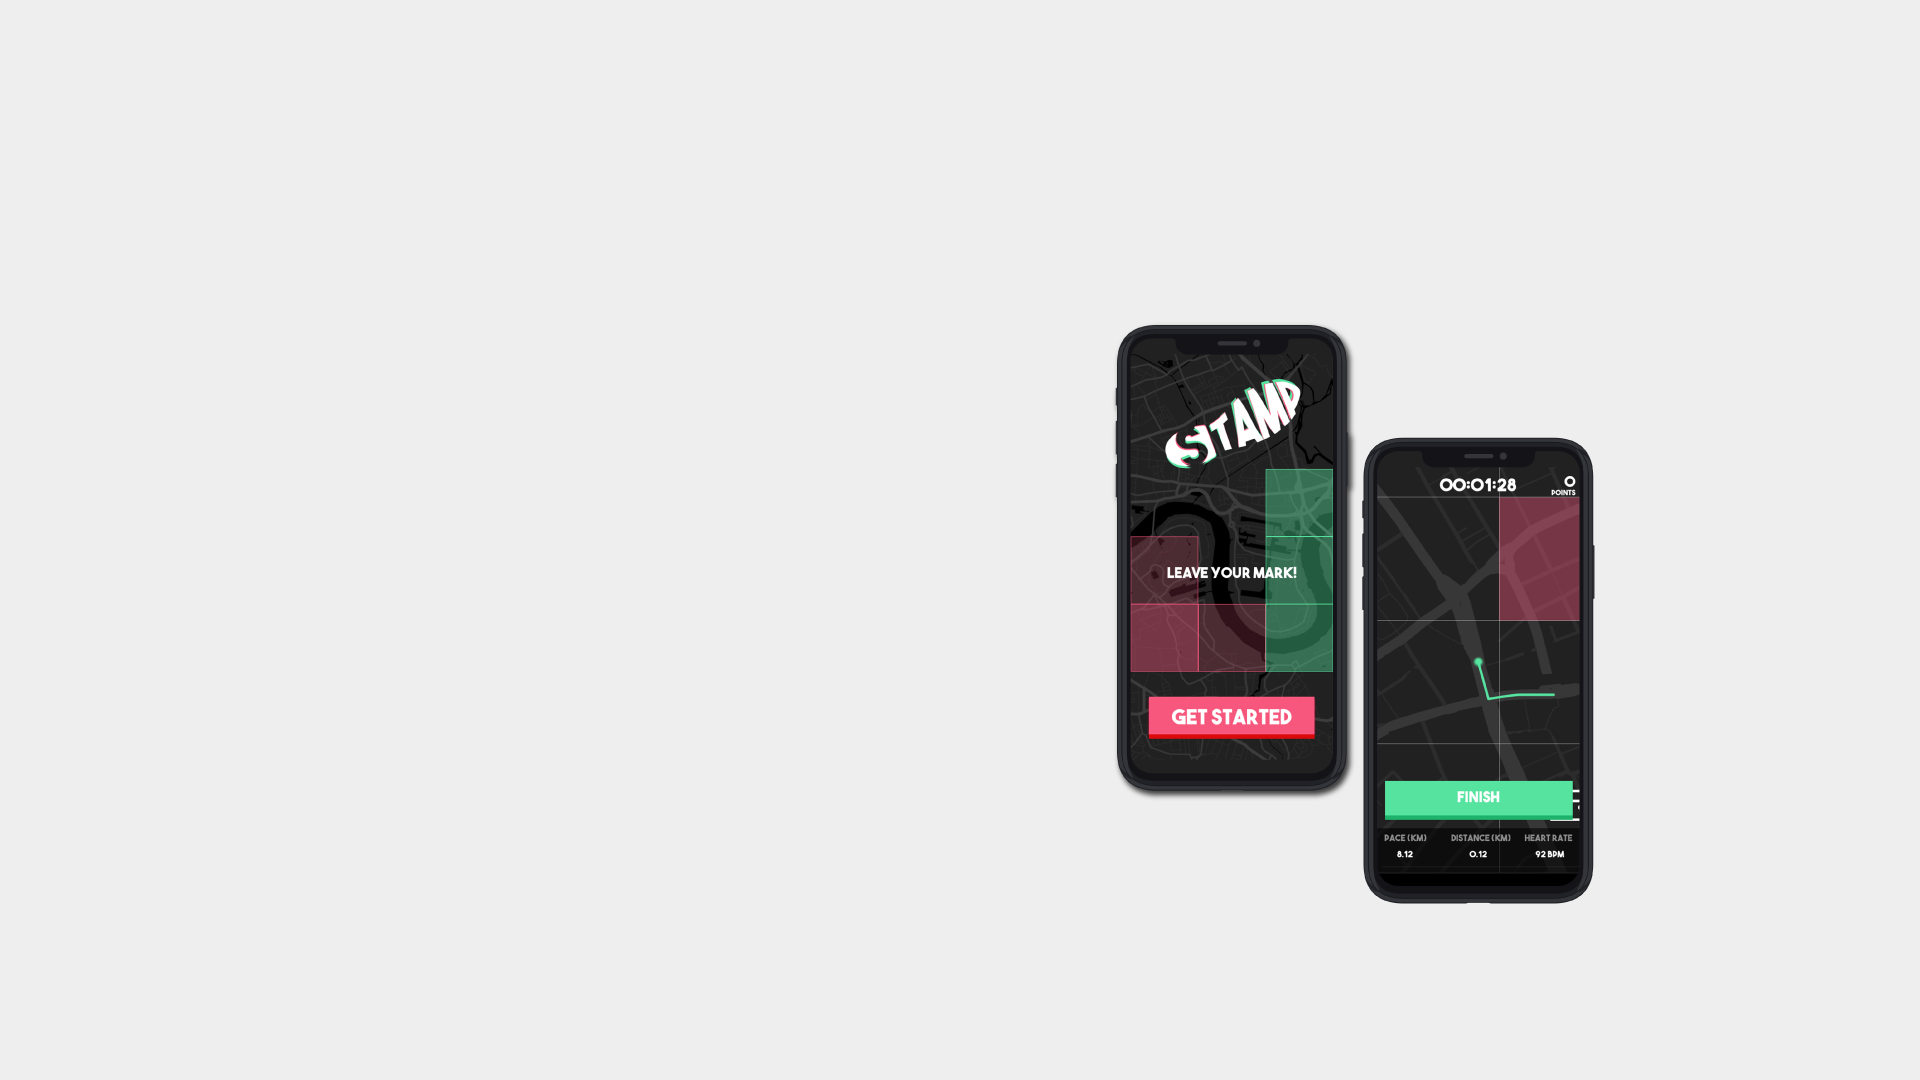 STAMP
LEAVE YOUR MARK!
GET STARTED
00:01:28
0
POINTS
FINISH
PACE (KM) DISTANCE (KM) HEART RATE
8.12 0.12 92 BPM